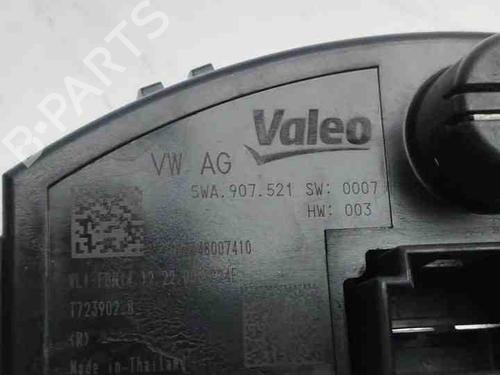 B-PARTS
Valeo
VW AG
5WA.907.521 SW: 0007
HW: 003
T723902
(R)
Made in Thailand